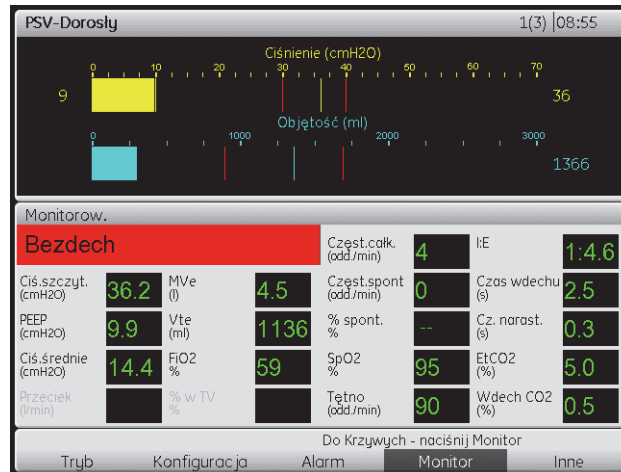 PSV-Dorosły 1(3) |08:55
Ciśnienie (cmH2O)
0 10 20 30 40 50 60 70
9 36
Objętość (ml)
0 1000 2000 3000
1366
Monitorow.
Bezdech
Częst.całk. (odd./min) 4
I:E 1:4.6
Ciś.szczyt. (cmH2O) 36.2
MVe (l) 4.5
Częst.spont (odd./min) 0
Czas wdechu (s) 2.5
PEEP (cmH2O) 9.9
Vte (ml) 1136
% spont. % --
Cz. narast. (s) 0.3
Ciś.średnie (cmH2O) 14.4
FiO2 % 59
SpO2 % 95
EtCO2 (%) 5.0
Przeciek (l/min)
% w TV %
Tętno (odd./min) 90
Wdech CO2 (%) 0.5
Do Krzywych - naciśnij Monitor
Tryb Konfiguracja Alarm Monitor Inne